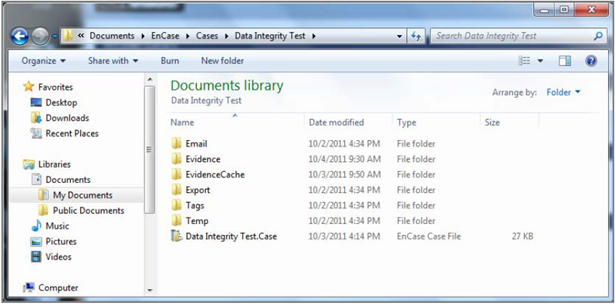 « Documents ▸ EnCase ▸ Cases ▸ Data Integrity Test ▸ Search Data Integrity Test
Organize ▾ Share with ▾ Burn New folder
Favorites
Desktop
Downloads
Recent Places
Libraries
Documents
My Documents
Public Documents
Music
Pictures
Videos
Computer
Documents library
Data Integrity Test
Arrange by: Folder ▾
Name Date modified Type Size
Email 10/2/2011 4:34 PM File folder
Evidence 10/4/2011 9:30 AM File folder
EvidenceCache 10/3/2011 9:50 AM File folder
Export 10/2/2011 4:34 PM File folder
Tags 10/2/2011 4:34 PM File folder
Temp 10/2/2011 4:34 PM File folder
Data Integrity Test.Case 10/3/2011 4:14 PM EnCase Case File 27 KB